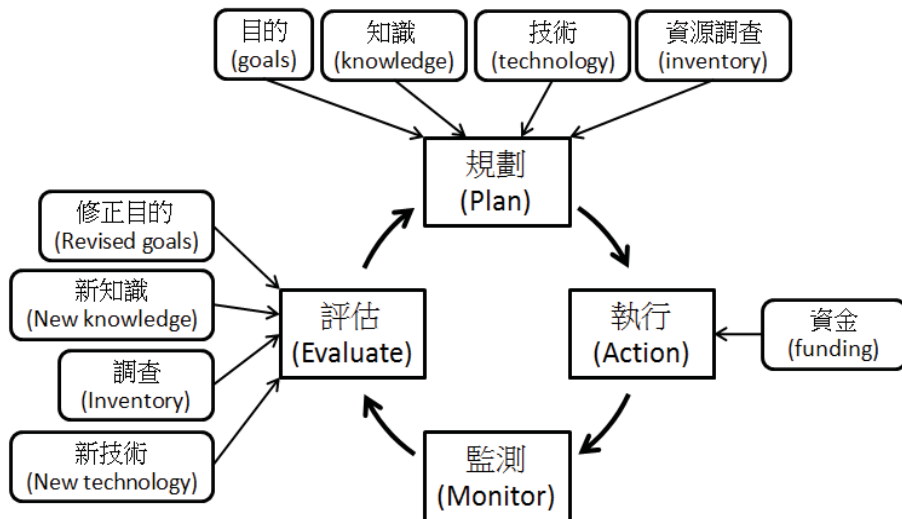 目的
(goals)
知識
(knowledge)
技術
(technology)
資源調查
(inventory)
規劃
(Plan)
修正目的
(Revised goals)
新知識
(New knowledge)
調查
(Inventory)
新技術
(New technology)
評估
(Evaluate)
執行
(Action)
資金
(funding)
監測
(Monitor)